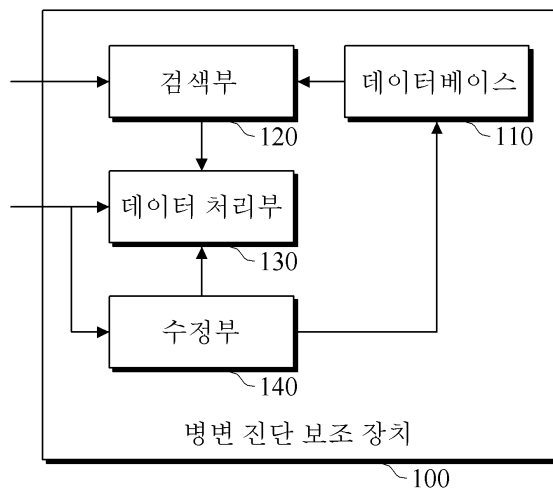 검색부
120
데이터베이스
110
데이터 처리부
130
수정부
140
병변 진단 보조 장치
100